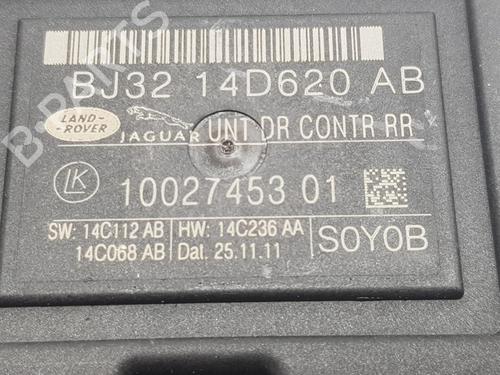 BJ32 14D620 AB
LAND-ROVER
JAGUAR
UNT DR CONTR RR
LK 10027453 01
SW: 14C112 AB HW: 14C236 AA
14C068 AB Dat. 25.11.11
S0Y0B
B-PARTS